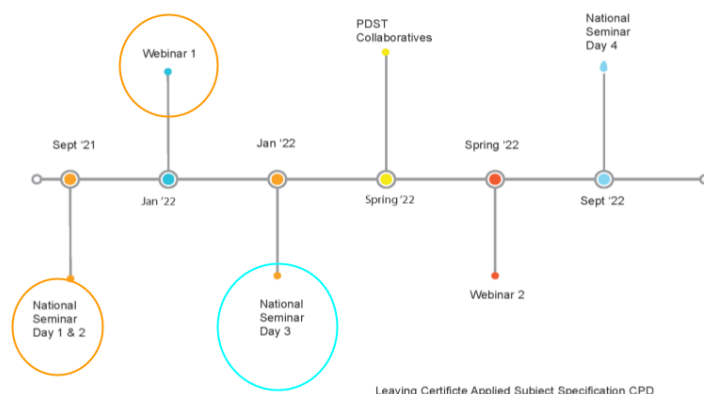 PDST
Collaboratives
National
Seminar
Day 4
Webinar 1
Sept '21
Jan '22
Spring '22
Jan '22
Spring'22
Sept '22
National
Seminar
Day 1 & 2
National
Seminar
Day 3
Webinar 2
Leaving Certificte Applied Subject Specification CPD